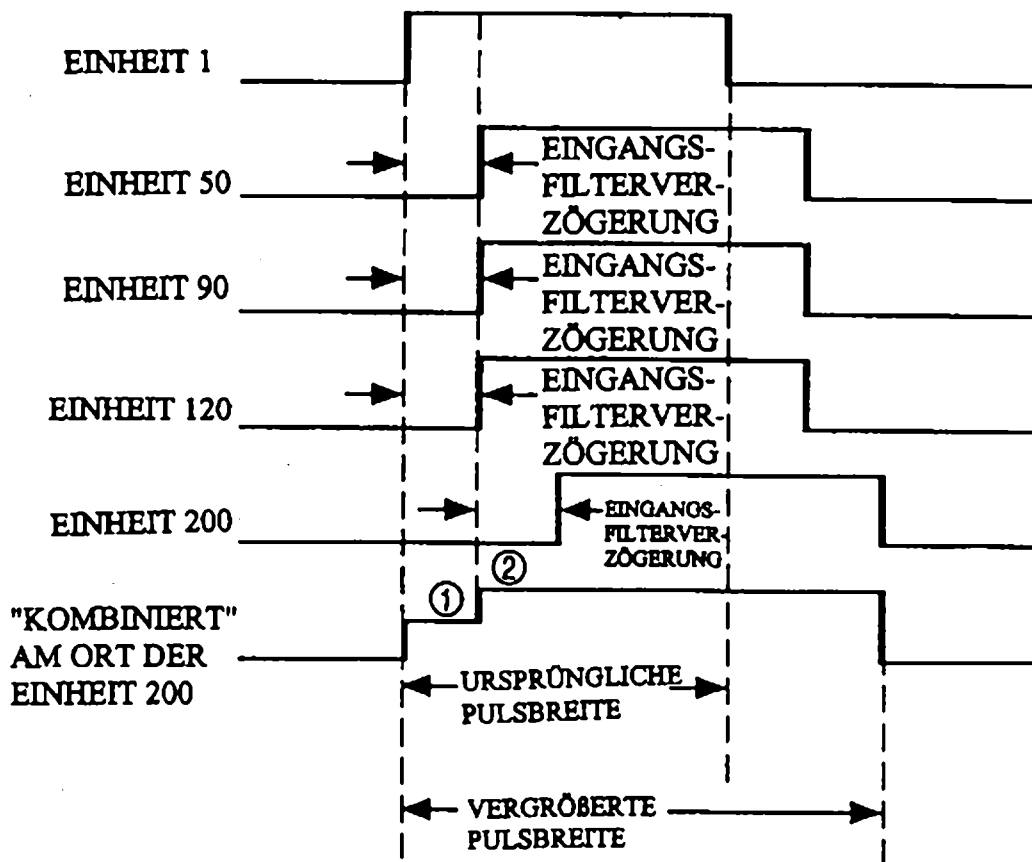 EINHEIT 1
EINHEIT 50
EINGANGS-
FILTERVER-
ZÖGERUNG
EINHEIT 90
EINGANGS-
FILTERVER-
ZÖGERUNG
EINHEIT 120
EINGANGS-
FILTERVER-
ZÖGERUNG
EINHEIT 200
EINGANGS-
FILTERVER-
ZÖGERUNG
②
①
"KOMBINIERT"
AM ORT DER
EINHEIT 200
URSPRÜNGLICHE
PULSBREITE
VERGRÖßERTE
PULSBREITE